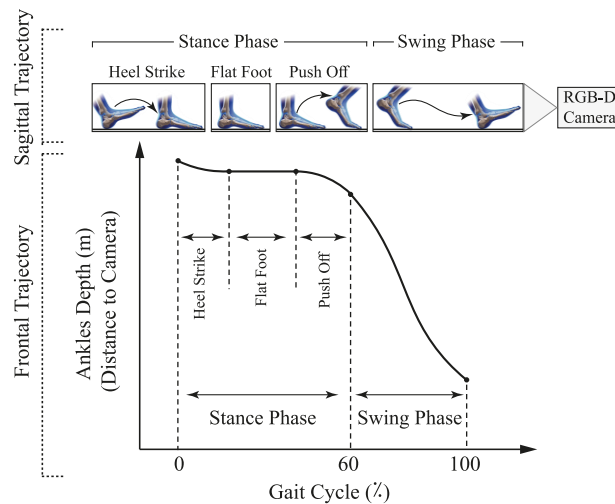 Stance Phase
Swing Phase
Heel Strike
Flat Foot
Push Off
RGB-D
Camera
Sagittal Trajectory
Frontal Trajectory
Ankles Depth (m)
(Distance to Camera)
Heel Strike
Flat Foot
Push Off
Stance Phase
Swing Phase
0
60
100
Gait Cycle (%)